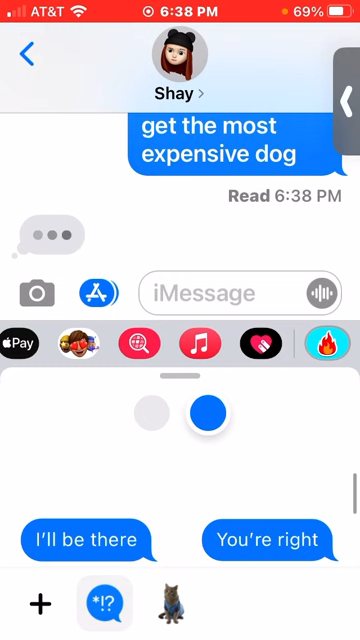 AT&T 6:38 PM 69%
Shay
get the most
expensive dog
Read 6:38 PM
iMessage
Pay
I'll be there You're right
*!?